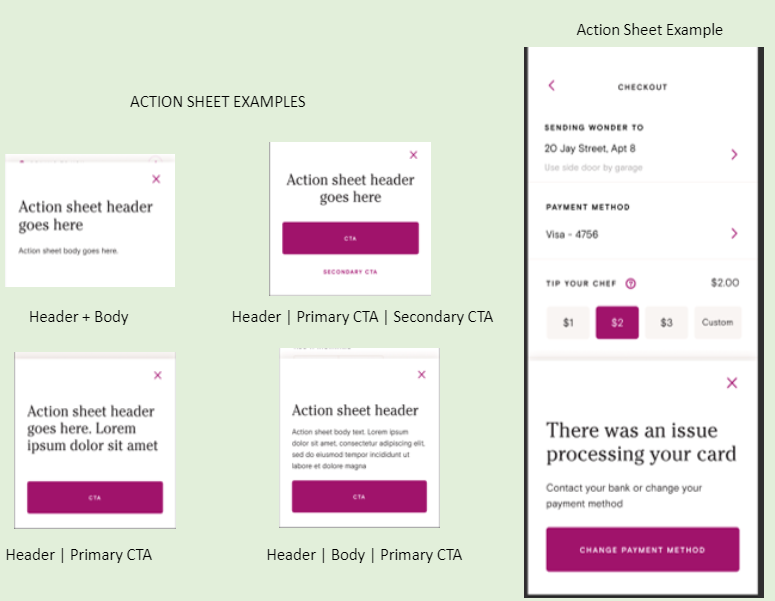 Action Sheet Example
ACTION SHEET EXAMPLES
Action sheet header
goes here
Action sheet body goes here.
Header + Body
Action sheet header
goes here
CTA
SECONDARY CTA
Header | Primary CTA | Secondary CTA
Action sheet header
goes here. Lorem
ipsum dolor sit amet
CTA
Header | Primary CTA
Action sheet header
Action sheet body text. Lorem ipsum
dolor sit amet, consectetur adipiscing elit,
sed do eiusmod tempor incididunt ut
labore et dolore magna
CTA
Header | Body | Primary CTA
CHECKOUT
SENDING WONDER TO
20 Jay Street, Apt 8
Use side door by garage
PAYMENT METHOD
Visa - 4756
TIP YOUR CHEF ? $2.00
$1 $2 $3 Custom
There was an issue
processing your card
Contact your bank or change your
payment method
CHANGE PAYMENT METHOD